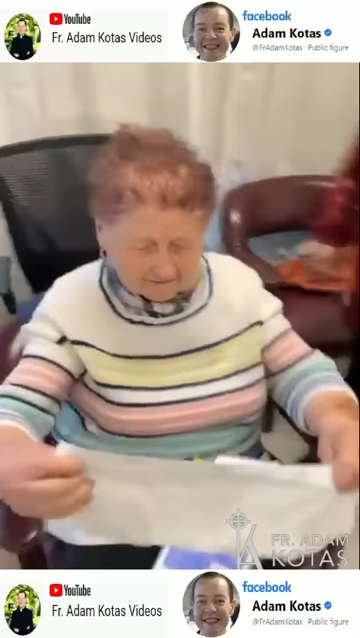 YouTube
Fr. Adam Kotas Videos
facebook
Adam Kotas
@FrAdamKotas · Public figure
FR. ADAM
KOTAS
YouTube
Fr. Adam Kotas Videos
facebook
Adam Kotas
@FrAdamKotas · Public figure